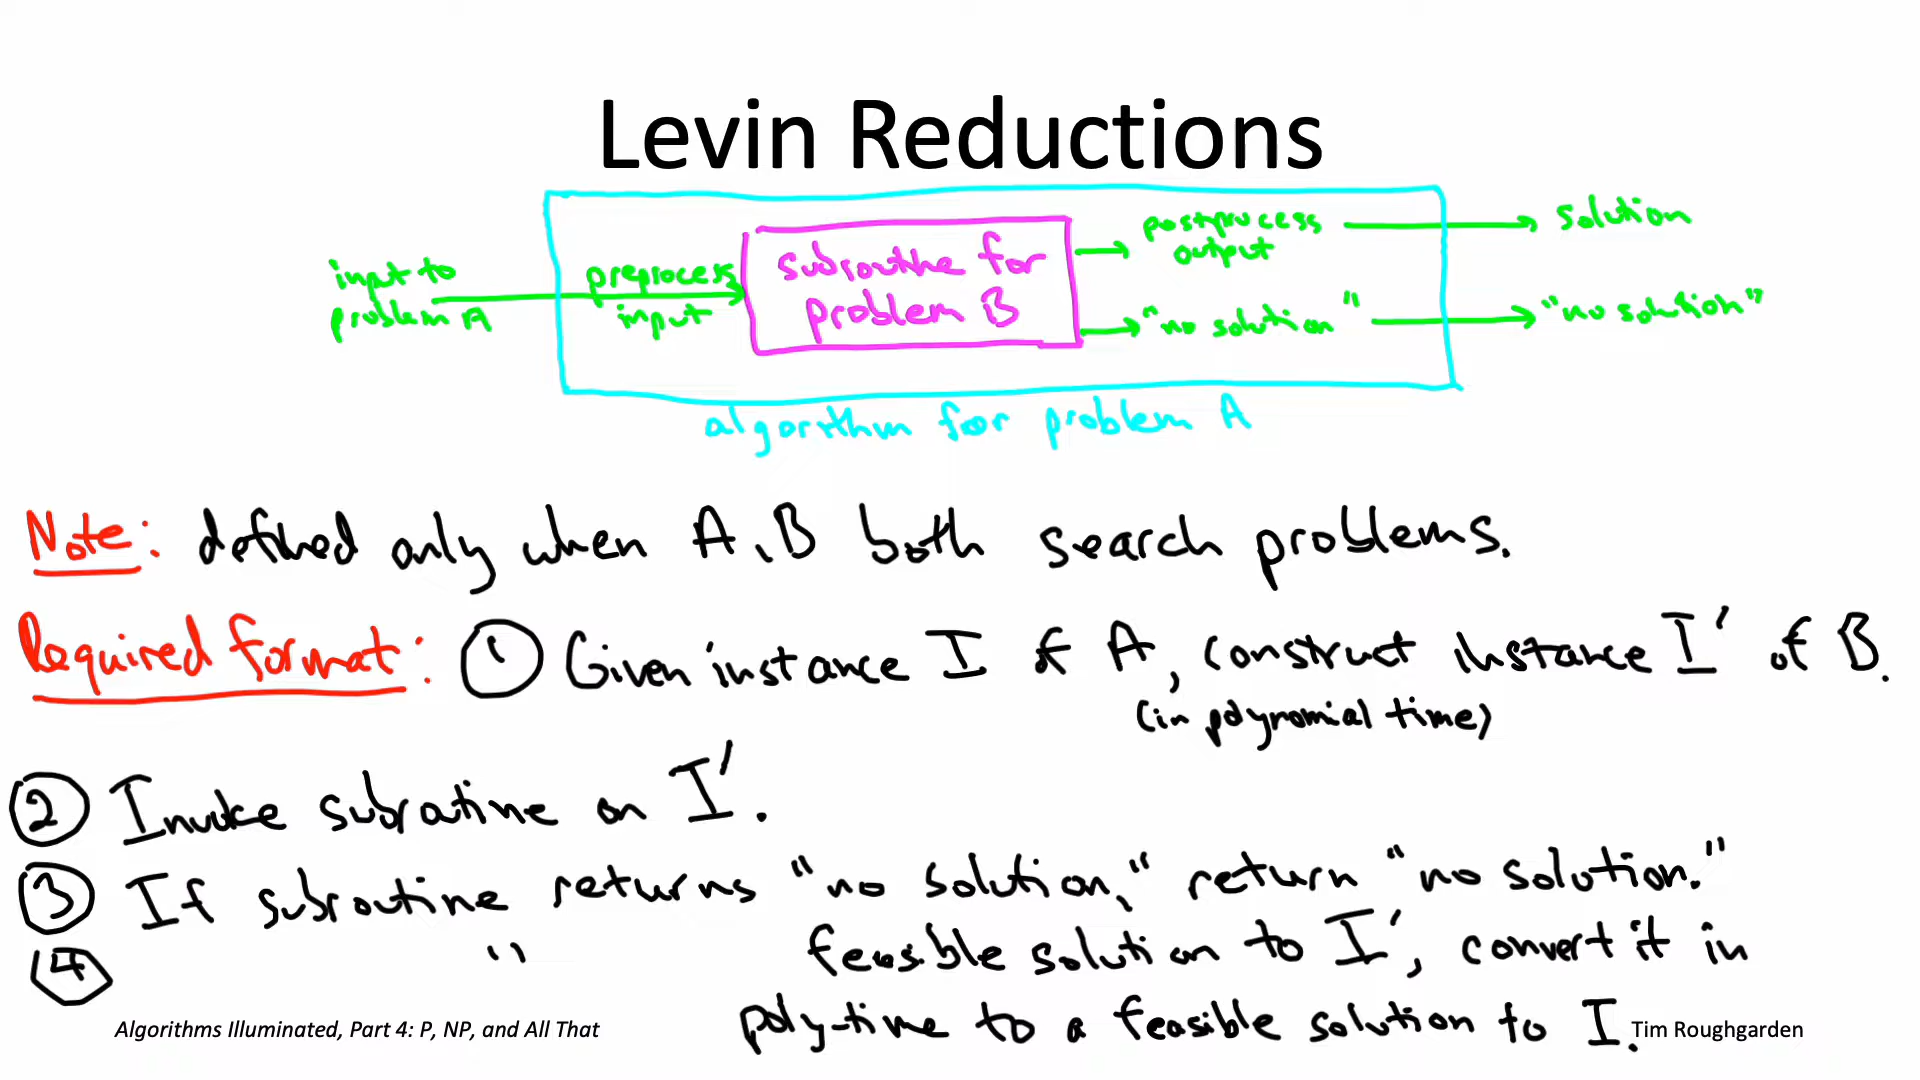 Levin Reductions
input to
problem A
preprocess
input
subroutine for
problem B
postprocess
output
"no solution"
solution
"no solution"
algorithm for problem A
Note: defined only when A, B both search problems.
Required format: ① Given instance I of A, construct instance I' of B.
(in polynomial time)
② Invoke subroutine on I'.
③ If subroutine returns "no solution," return "no solution."
④ " feasible solution to I', convert it in
poly-time to a feasible solution to I.
Algorithms Illuminated, Part 4: P, NP, and All That
Tim Roughgarden